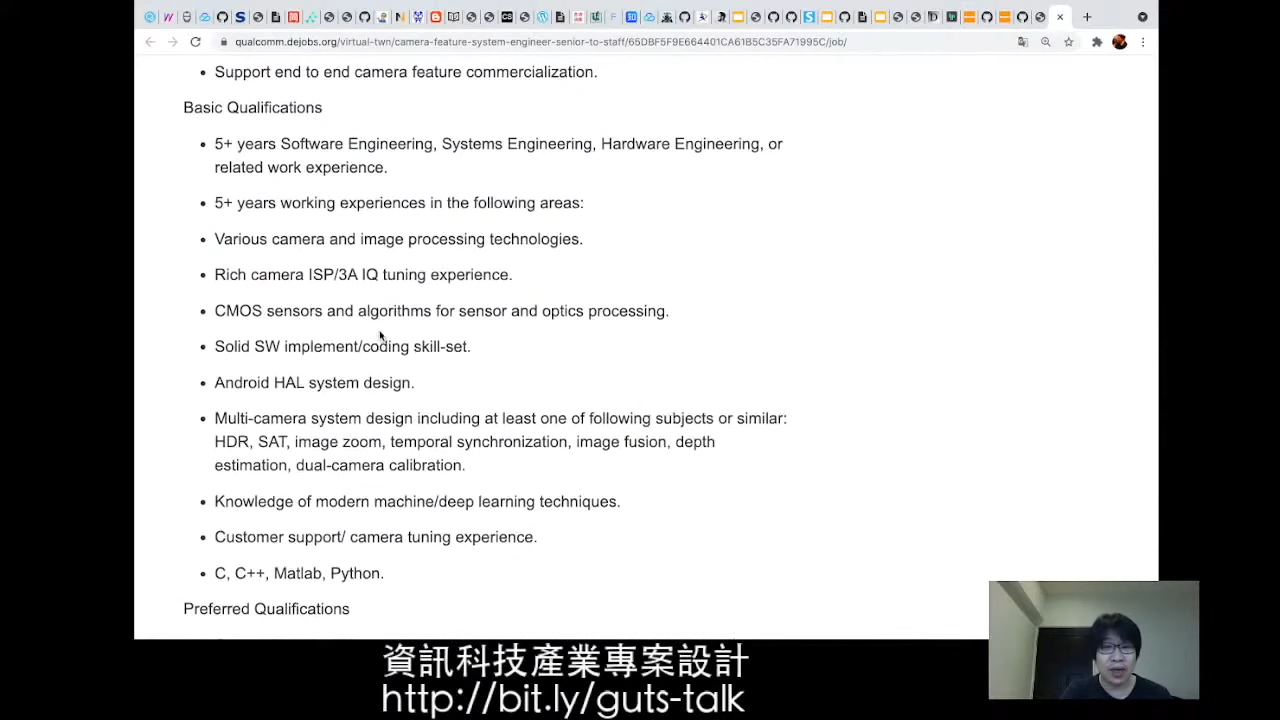 qualcomm.dejobs.org/virtual-twn/camera-feature-system-engineer-senior-to-staff/65DBF5F9E664401CA61B5C35FA71995C/job/
• Support end to end camera feature commercialization.
Basic Qualifications
• 5+ years Software Engineering, Systems Engineering, Hardware Engineering, or
related work experience.
• 5+ years working experiences in the following areas:
• Various camera and image processing technologies.
• Rich camera ISP/3A IQ tuning experience.
• CMOS sensors and algorithms for sensor and optics processing.
• Solid SW implement/coding skill-set.
• Android HAL system design.
• Multi-camera system design including at least one of following subjects or similar:
HDR, SAT, image zoom, temporal synchronization, image fusion, depth
estimation, dual-camera calibration.
• Knowledge of modern machine/deep learning techniques.
• Customer support/ camera tuning experience.
• C, C++, Matlab, Python.
Preferred Qualifications
資訊科技產業專案設計
http://bit.ly/guts-talk